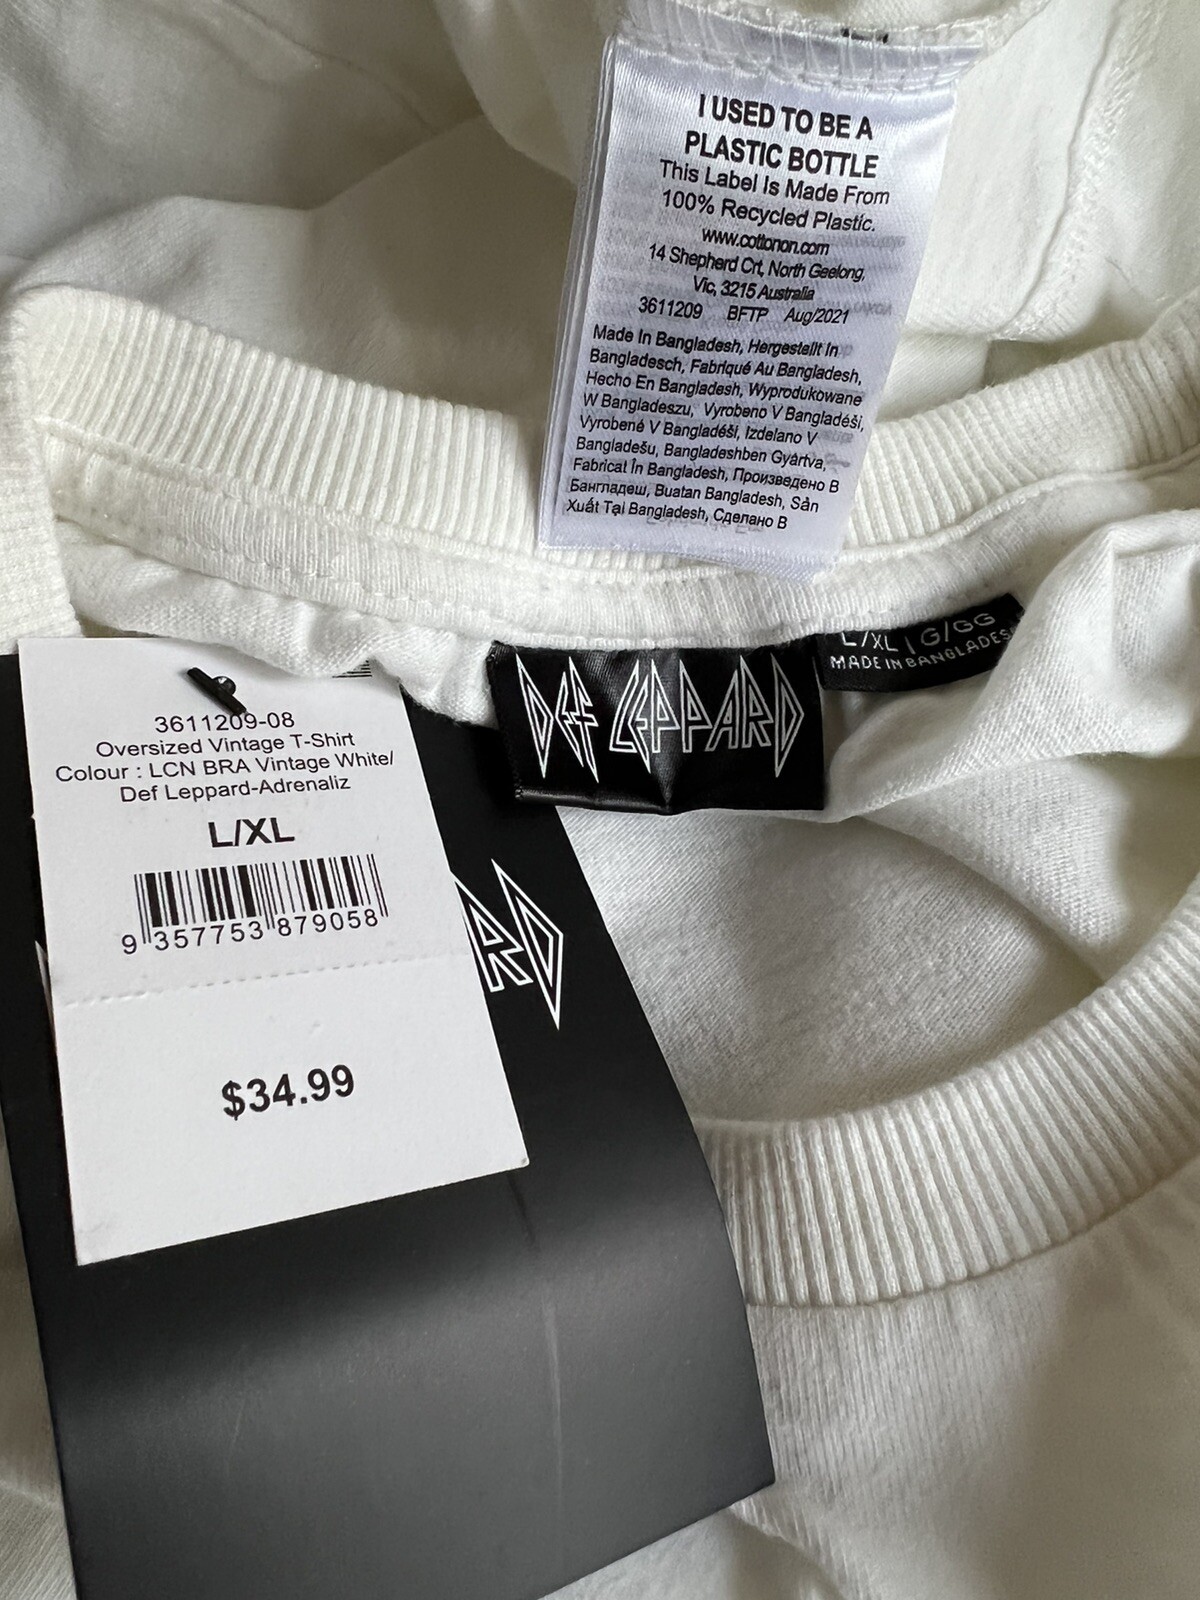 I USED TO BE A
PLASTIC BOTTLE
This Label Is Made From
100% Recycled Plastic.
www.cottonon.com
14 Shepherd Crt, North Geelong,
Vic, 3215 Australia
3611209 BFTP Aug/2021
Made In Bangladesh, Hergestellt In
Bangladesch, Fabriqué Au Bangladesh,
Hecho En Bangladesh, Wyprodukowane
W Bangladeszu, Vyrobeno V Bangladéši,
Vyrobené V Bangladéši, Izdelano V
Bangladešu, Bangladeshben Gyártva,
Fabricat În Bangladesh, Произведено В
Бангладеш, Buatan Bangladesh, Sản
Xuất Tại Bangladesh, Сделано В
L/XL | G/GG
MADE IN BANGLADES
DEF LEPPARD
3611209-08
Oversized Vintage T-Shirt
Colour : LCN BRA Vintage White/
Def Leppard-Adrenaliz
L/XL
9 357753 879058
$34.99
RD